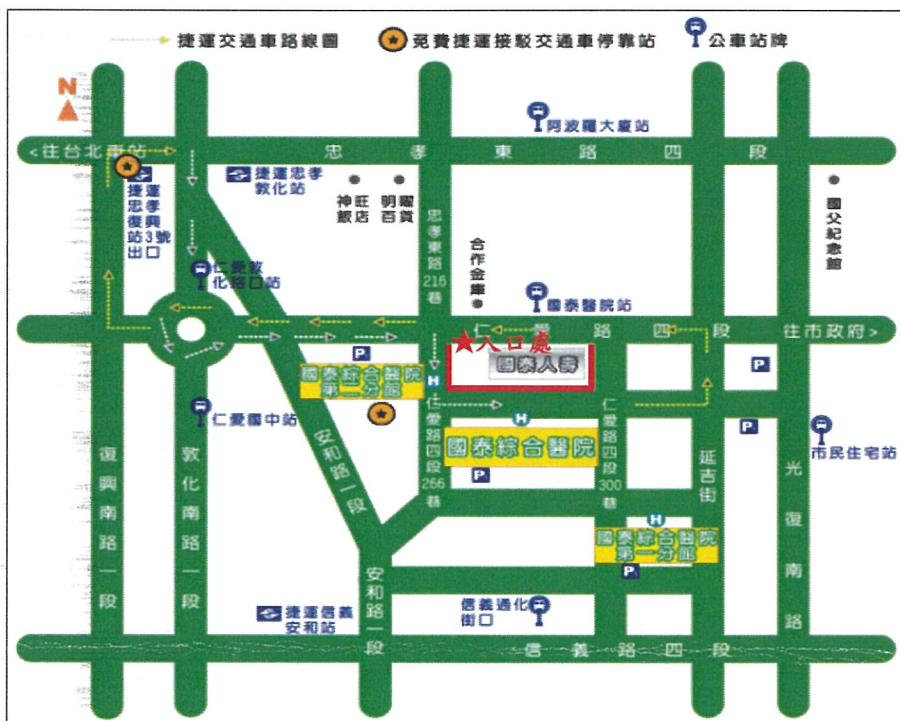 捷運交通車路線圖
免費捷運接駁交通車停靠站
公車站牌
N
阿波羅大廈站
<往台北車站
忠孝東路四段
捷運
忠孝
復興
站3號
出口
捷運忠孝
敦化站
神旺
飯店
明曜
百貨
忠孝東路216巷
合作金庫
國父紀念館
仁愛敦
化路口站
國泰醫院站
仁愛路四段
往市政府>
★入口處
國泰人壽
P
國泰綜合醫院
第二分館
H
P
H
仁愛國中站
仁愛路四段266巷
國泰綜合醫院
P
仁愛路四段300巷
P
市民住宅站
復興南路一段
敦化南路一段
安和路一段
延吉街
光復南路
H
國泰綜合醫院
第一分館
P
安和路一段
捷運信義
安和站
信義通化
街口
信義路四段